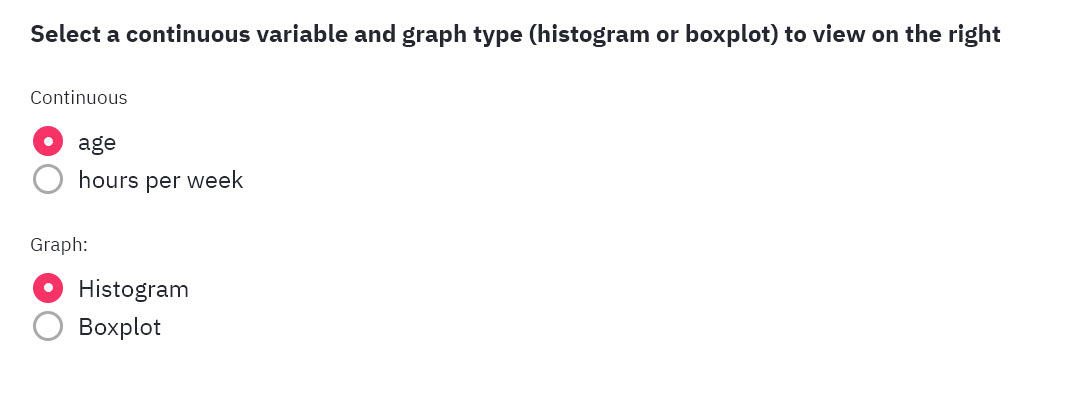 Select a continuous variable and graph type (histogram or boxplot) to view on the right
Continuous
age
hours per week
Graph:
Histogram
Boxplot